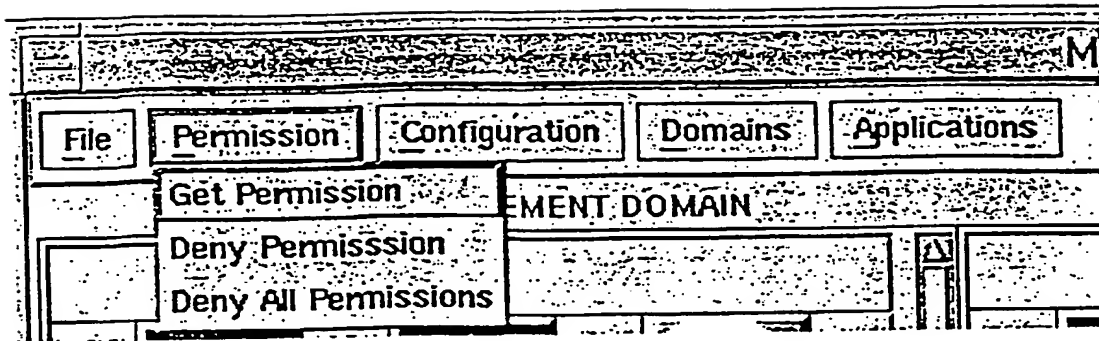 M
File Permission Configuration Domains Applications
Get Permission
EMENT DOMAIN
Deny Permisssion
Deny All Permissions